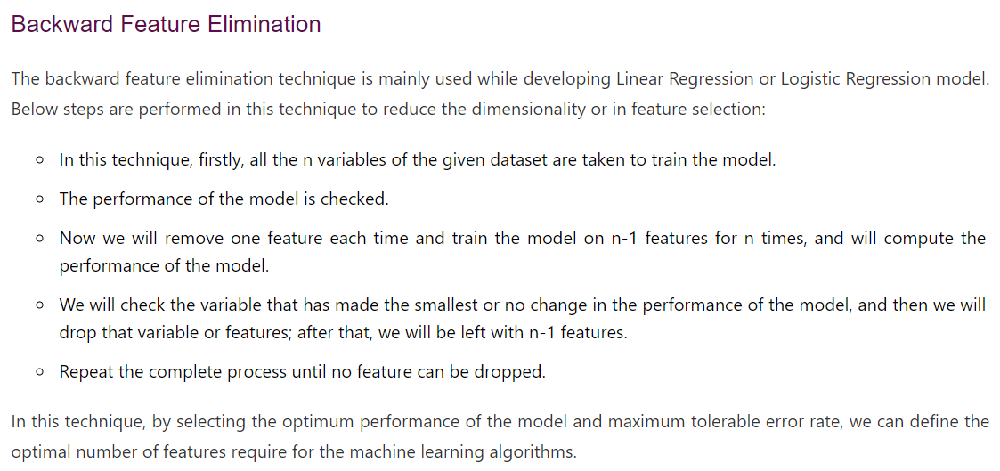 Backward Feature Elimination
The backward feature elimination technique is mainly used while developing Linear Regression or Logistic Regression model.
Below steps are performed in this technique to reduce the dimensionality or in feature selection:
In this technique, firstly, all the n variables of the given dataset are taken to train the model.
The performance of the model is checked.
Now we will remove one feature each time and train the model on n-1 features for n times, and will compute the
performance of the model.
We will check the variable that has made the smallest or no change in the performance of the model, and then we will
drop that variable or features; after that, we will be left with n-1 features.
Repeat the complete process until no feature can be dropped.
In this technique, by selecting the optimum performance of the model and maximum tolerable error rate, we can define the
optimal number of features require for the machine learning algorithms.